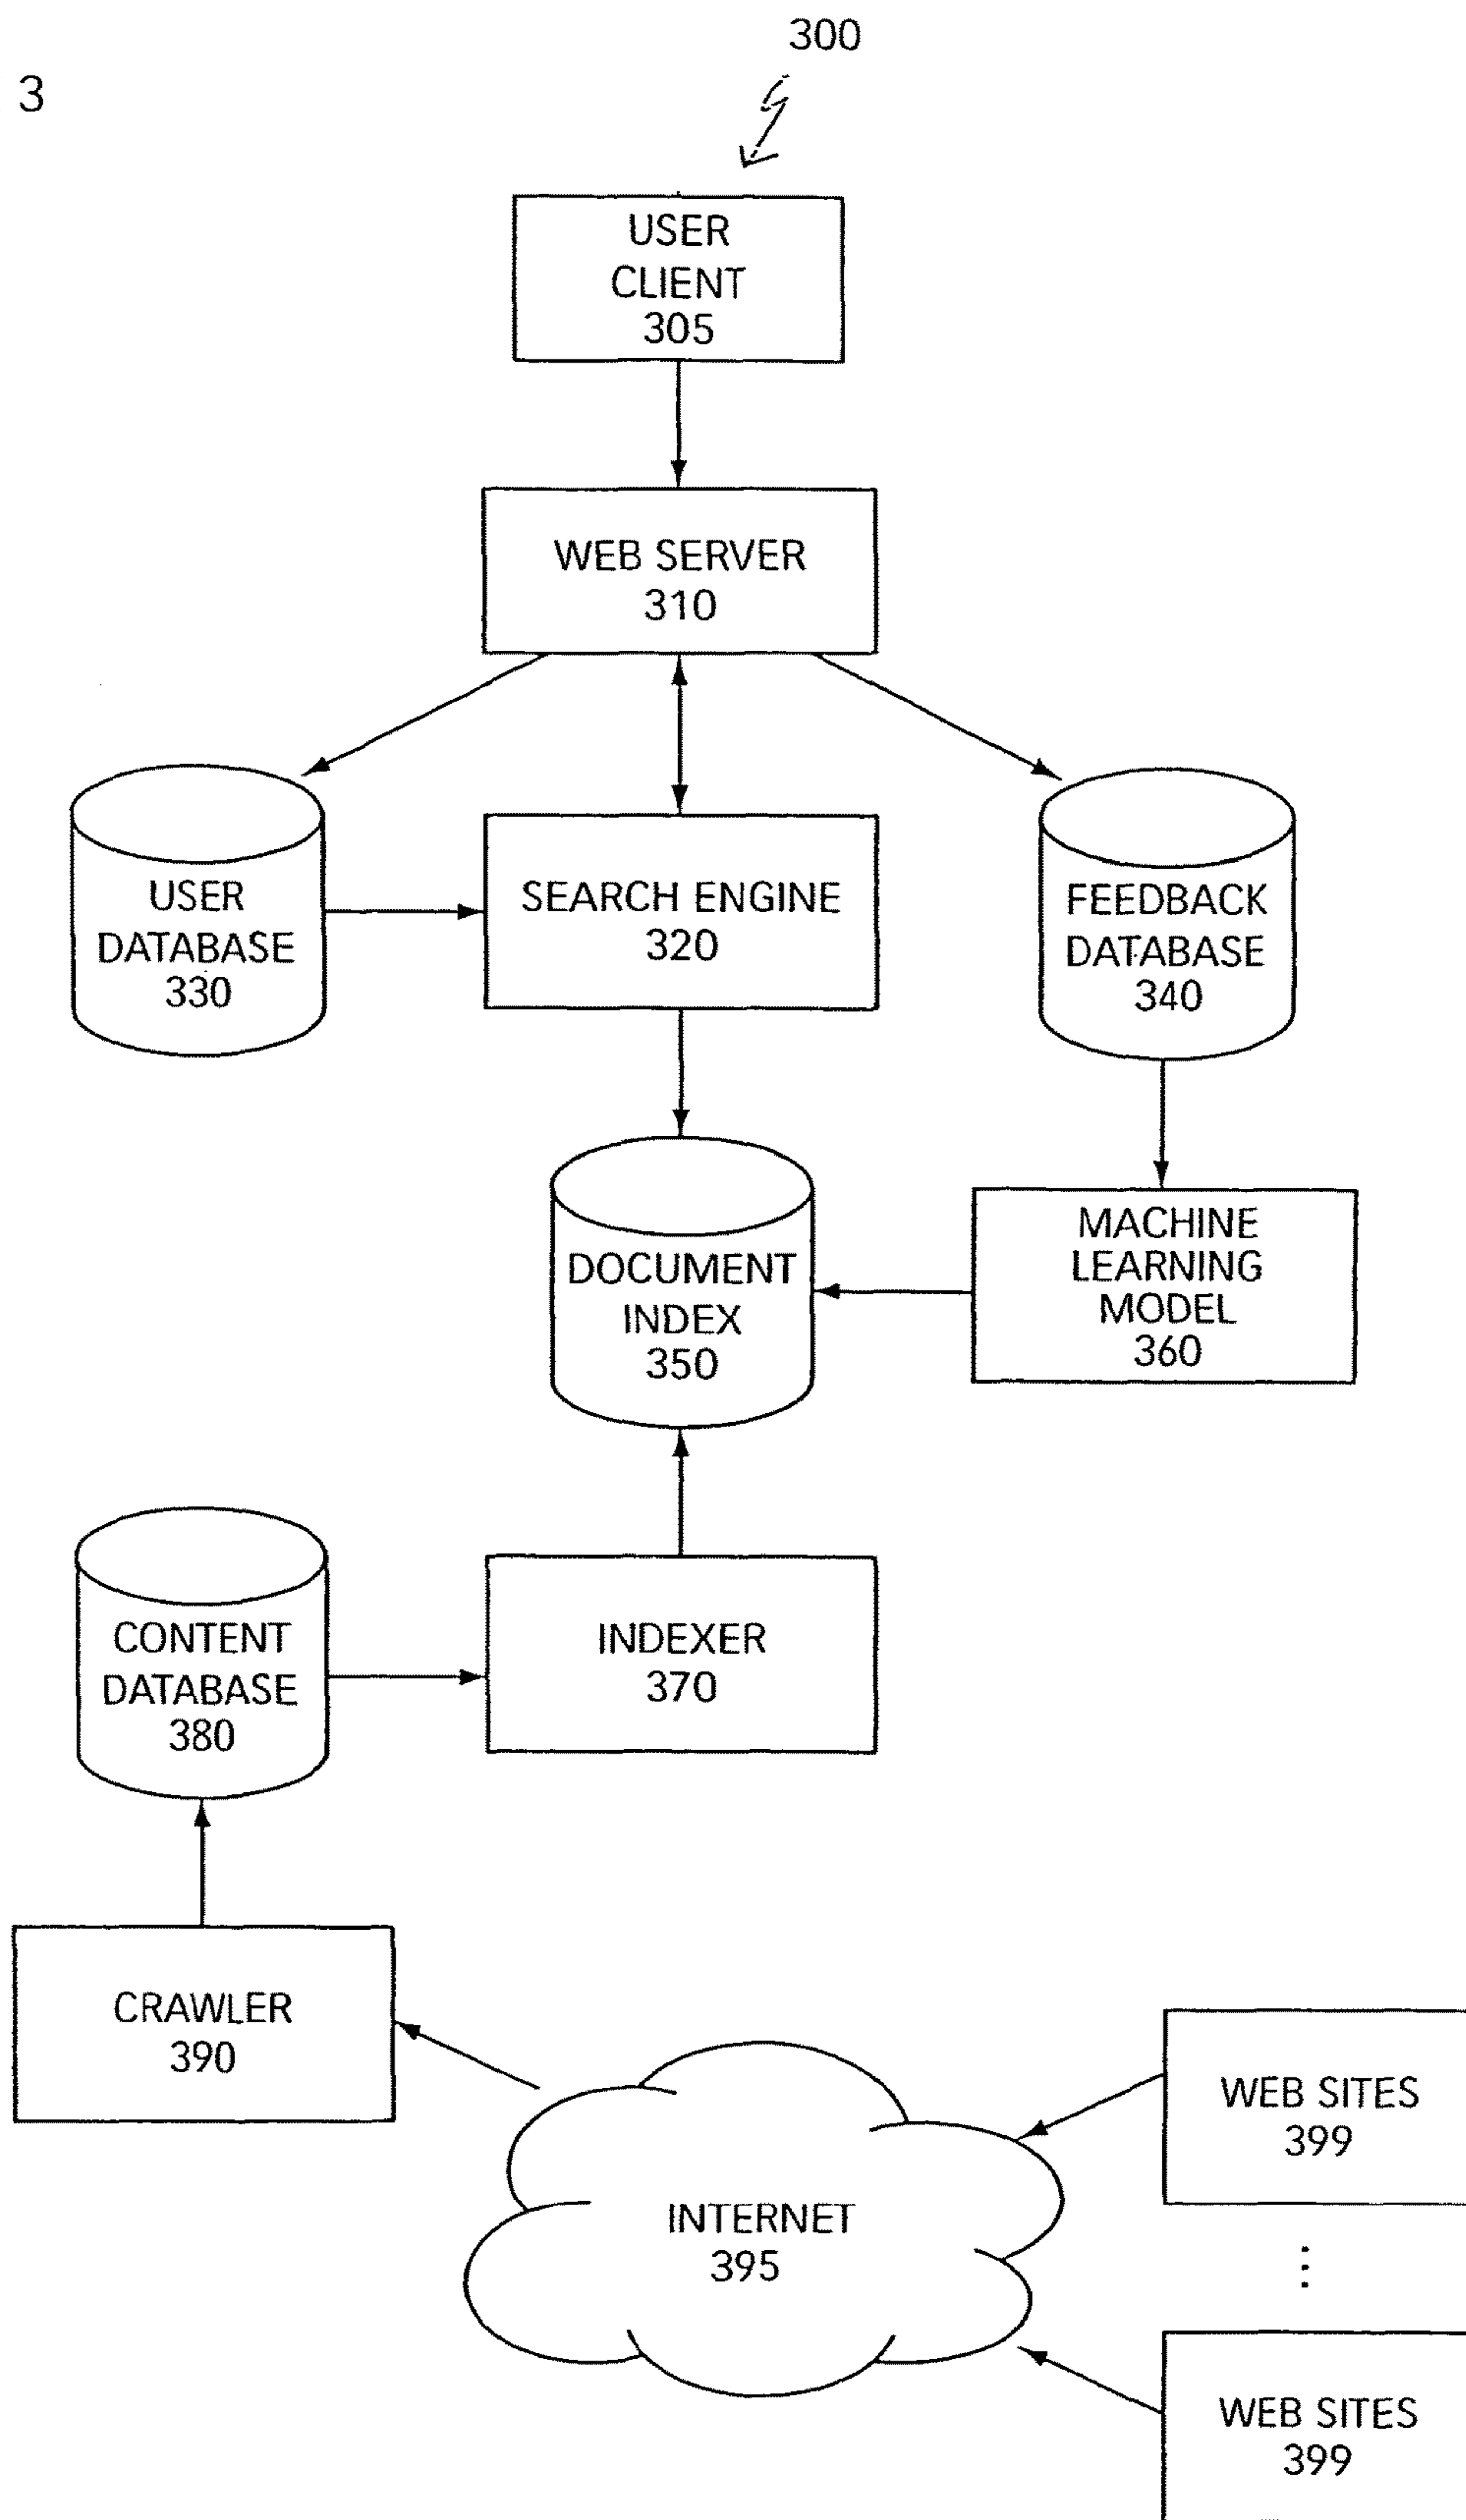 300
3
USER
CLIENT
305
WEB SERVER
310
USER
DATABASE
330
SEARCH ENGINE
320
FEEDBACK
DATABASE
340
DOCUMENT
INDEX
350
MACHINE
LEARNING
MODEL
360
CONTENT
DATABASE
380
INDEXER
370
CRAWLER
390
INTERNET
395
WEB SITES
399
WEB SITES
399